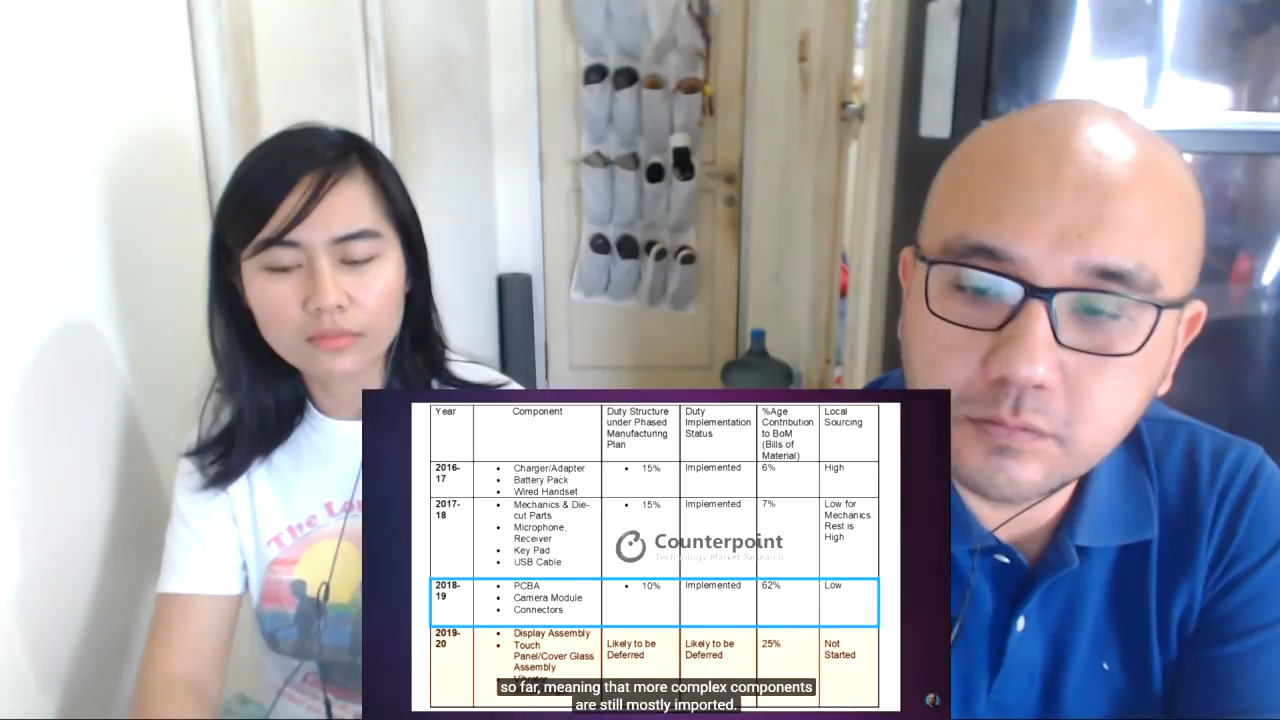 The Lo
Year
Component
Duty Structure
under Phased
Manufacturing
Plan
Duty
Implementation
Status
%Age
Contribution
to BoM
(Bills of
Material)
Local
Sourcing
2016-
17
• Charger/Adapter
• Battery Pack
• Wired Handset
• 15%
Implemented
6%
High
2017-
18
• Mechanics & Die-
cut Parts
• Microphone,
Receiver
• Key Pad
• USB Cable
• 15%
Implemented
7%
Low for
Mechanics
Rest is
High
Counterpoint
Technology Market Research
2018-
19
• PCBA
• Camera Module
• Connectors
• 10%
Implemented
62%
Low
2019-
20
• Display Assembly
• Touch
Panel/Cover Glass
Assembly
Likely to be
Deferred
Likely to be
Deferred
25%
Not
Started
so far, meaning that more complex components
are still mostly imported.